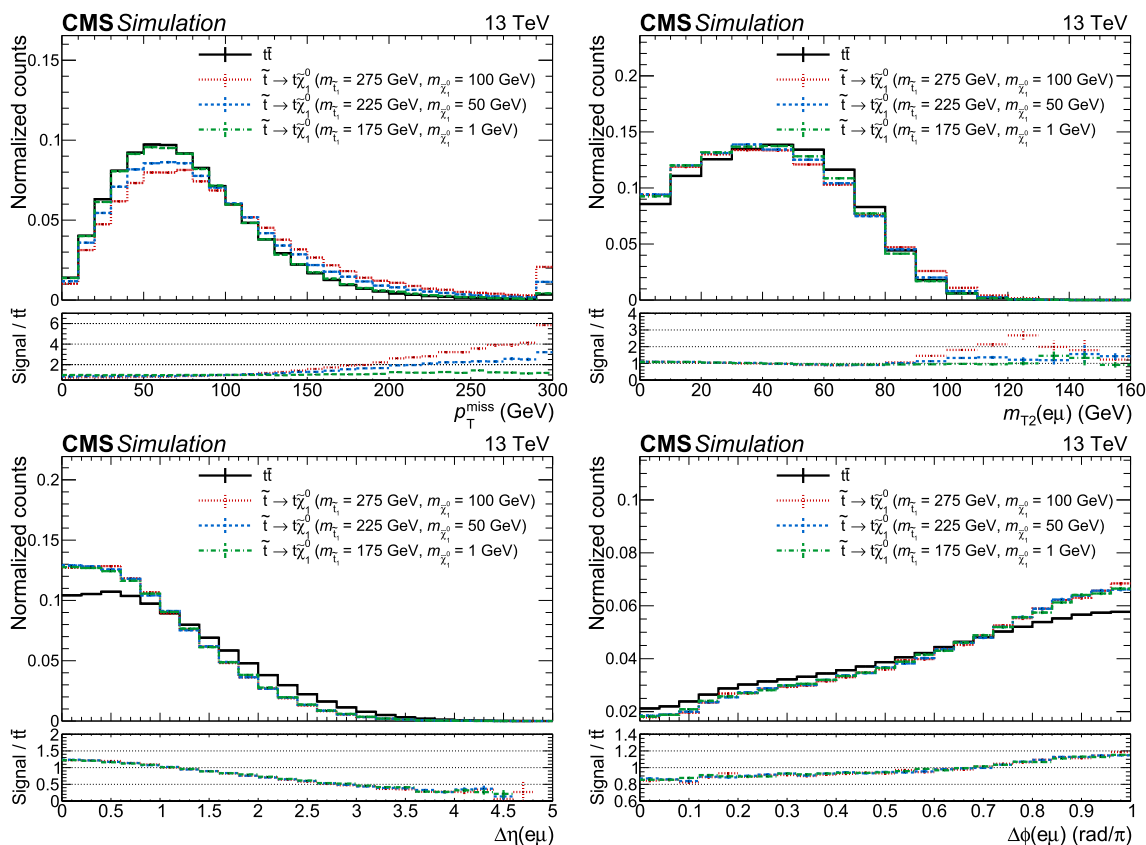 CMS Simulation 13 TeV
Normalized counts
tt̄
t̃ → tχ̃₁⁰ (m_t̃₁ = 275 GeV, m_χ̃₁⁰ = 100 GeV)
t̃ → tχ̃₁⁰ (m_t̃₁ = 225 GeV, m_χ̃₁⁰ = 50 GeV)
t̃ → tχ̃₁⁰ (m_t̃₁ = 175 GeV, m_χ̃₁⁰ = 1 GeV)
0.15
0.1
0.05
0
Signal / tt̄
6
4
2
0 50 100 150 200 250 300
p_T^miss (GeV)
CMS Simulation 13 TeV
Normalized counts
tt̄
t̃ → tχ̃₁⁰ (m_t̃₁ = 275 GeV, m_χ̃₁⁰ = 100 GeV)
t̃ → tχ̃₁⁰ (m_t̃₁ = 225 GeV, m_χ̃₁⁰ = 50 GeV)
t̃ → tχ̃₁⁰ (m_t̃₁ = 175 GeV, m_χ̃₁⁰ = 1 GeV)
0.2
0.15
0.1
0.05
0
Signal / tt̄
4
3
2
1
0
0 20 40 60 80 100 120 140 160
m_T2(eμ) (GeV)
CMS Simulation 13 TeV
Normalized counts
tt̄
t̃ → tχ̃₁⁰ (m_t̃₁ = 275 GeV, m_χ̃₁⁰ = 100 GeV)
t̃ → tχ̃₁⁰ (m_t̃₁ = 225 GeV, m_χ̃₁⁰ = 50 GeV)
t̃ → tχ̃₁⁰ (m_t̃₁ = 175 GeV, m_χ̃₁⁰ = 1 GeV)
0.2
0.15
0.1
0.05
0
Signal / tt̄
2
1.5
1
0.5
0
0 0.5 1 1.5 2 2.5 3 3.5 4 4.5 5
Δη(eμ)
CMS Simulation 13 TeV
Normalized counts
tt̄
t̃ → tχ̃₁⁰ (m_t̃₁ = 275 GeV, m_χ̃₁⁰ = 100 GeV)
t̃ → tχ̃₁⁰ (m_t̃₁ = 225 GeV, m_χ̃₁⁰ = 50 GeV)
t̃ → tχ̃₁⁰ (m_t̃₁ = 175 GeV, m_χ̃₁⁰ = 1 GeV)
0.1
0.08
0.06
0.04
0.02
Signal / tt̄
1.4
1.2
1
0.8
0.6
0 0.1 0.2 0.3 0.4 0.5 0.6 0.7 0.8 0.9 1
Δϕ(eμ) (rad/π)